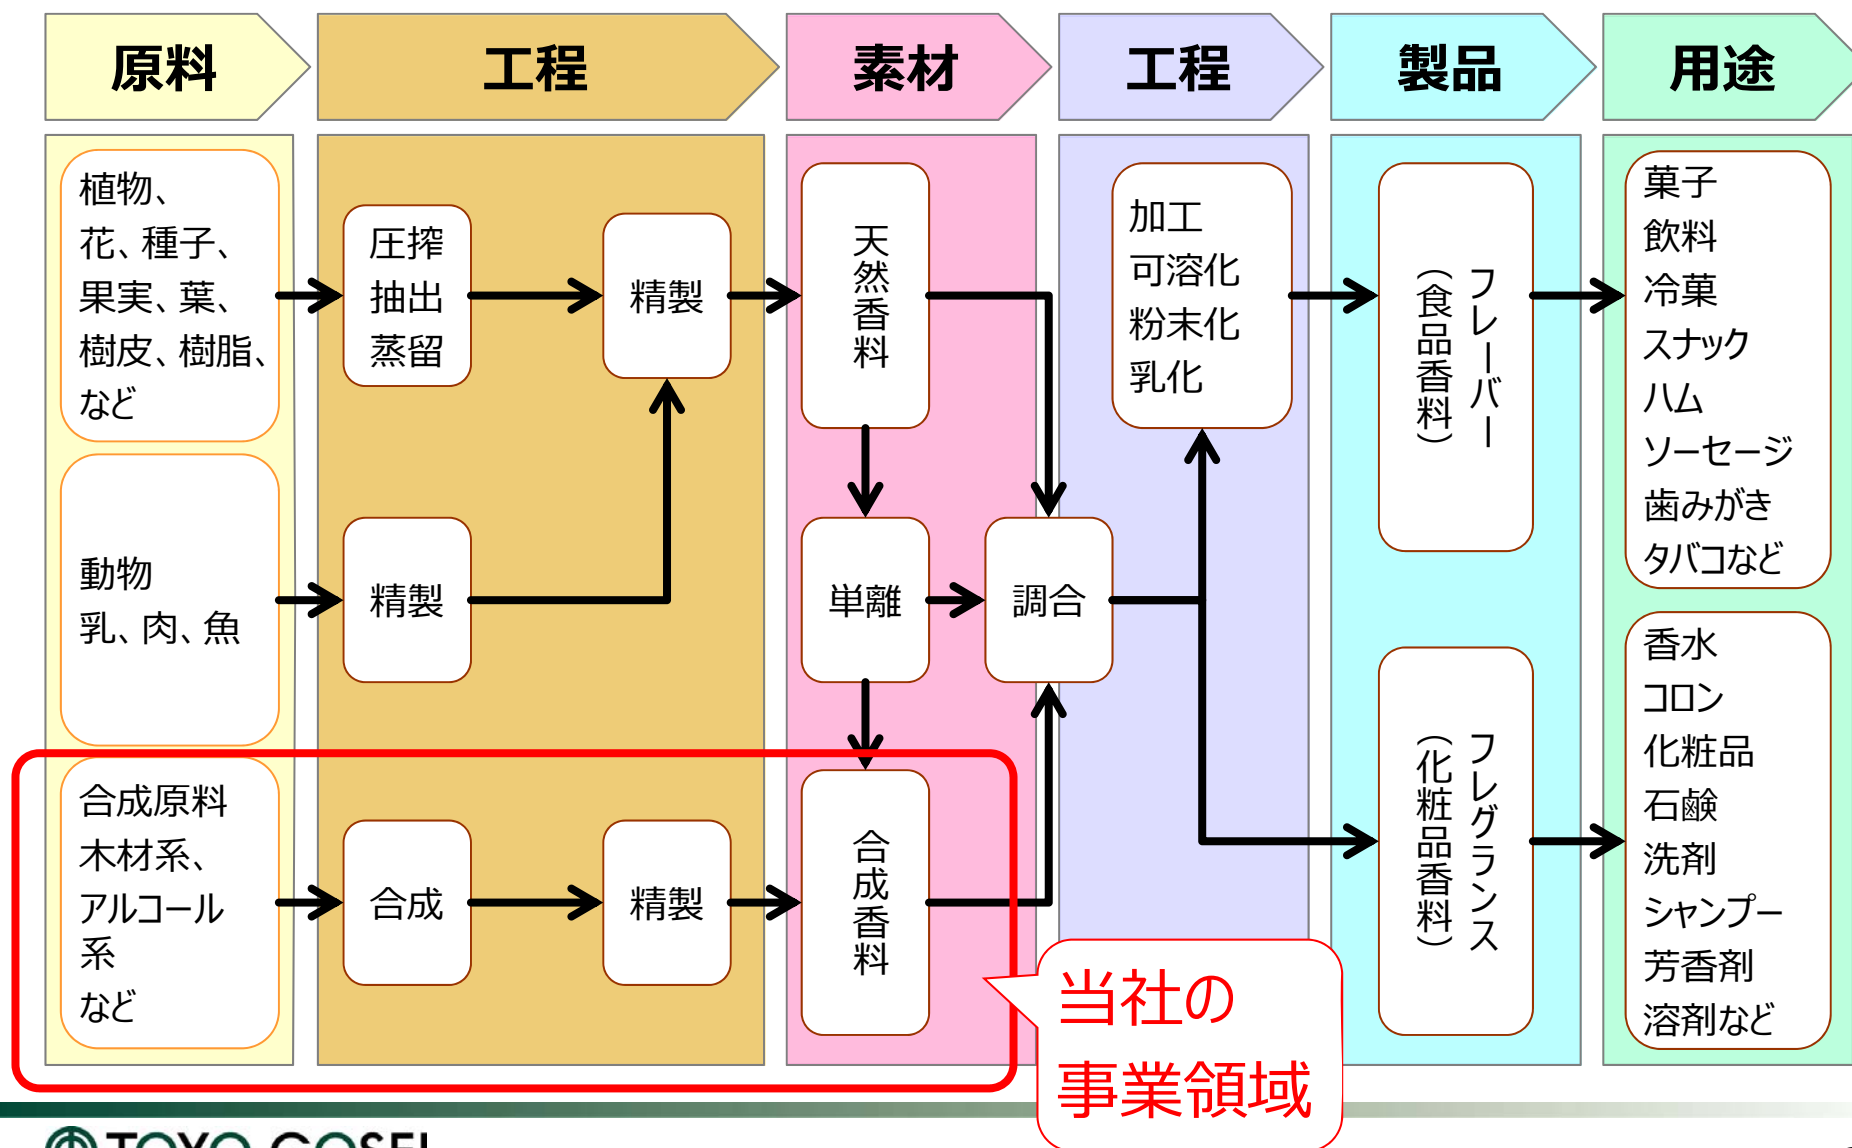 原料
工程
素材
工程
製品
用途
植物、
花、種子、
果実、葉、
樹皮、樹脂、
など
圧搾
抽出
蒸留
精製
天然香料
加工
可溶化
粉末化
乳化
フレーバー
（食品香料）
菓子
飲料
冷菓
スナック
ハム
ソーセージ
歯みがき
タバコなど
動物
乳、肉、魚
精製
単離
調合
合成原料
木材系、
アルコール
系
など
合成
精製
合成香料
フレグランス
（化粧品香料）
香水
コロン
化粧品
石鹸
洗剤
シャンプー
芳香剤
溶剤など
当社の
事業領域
TOYO GOSEI